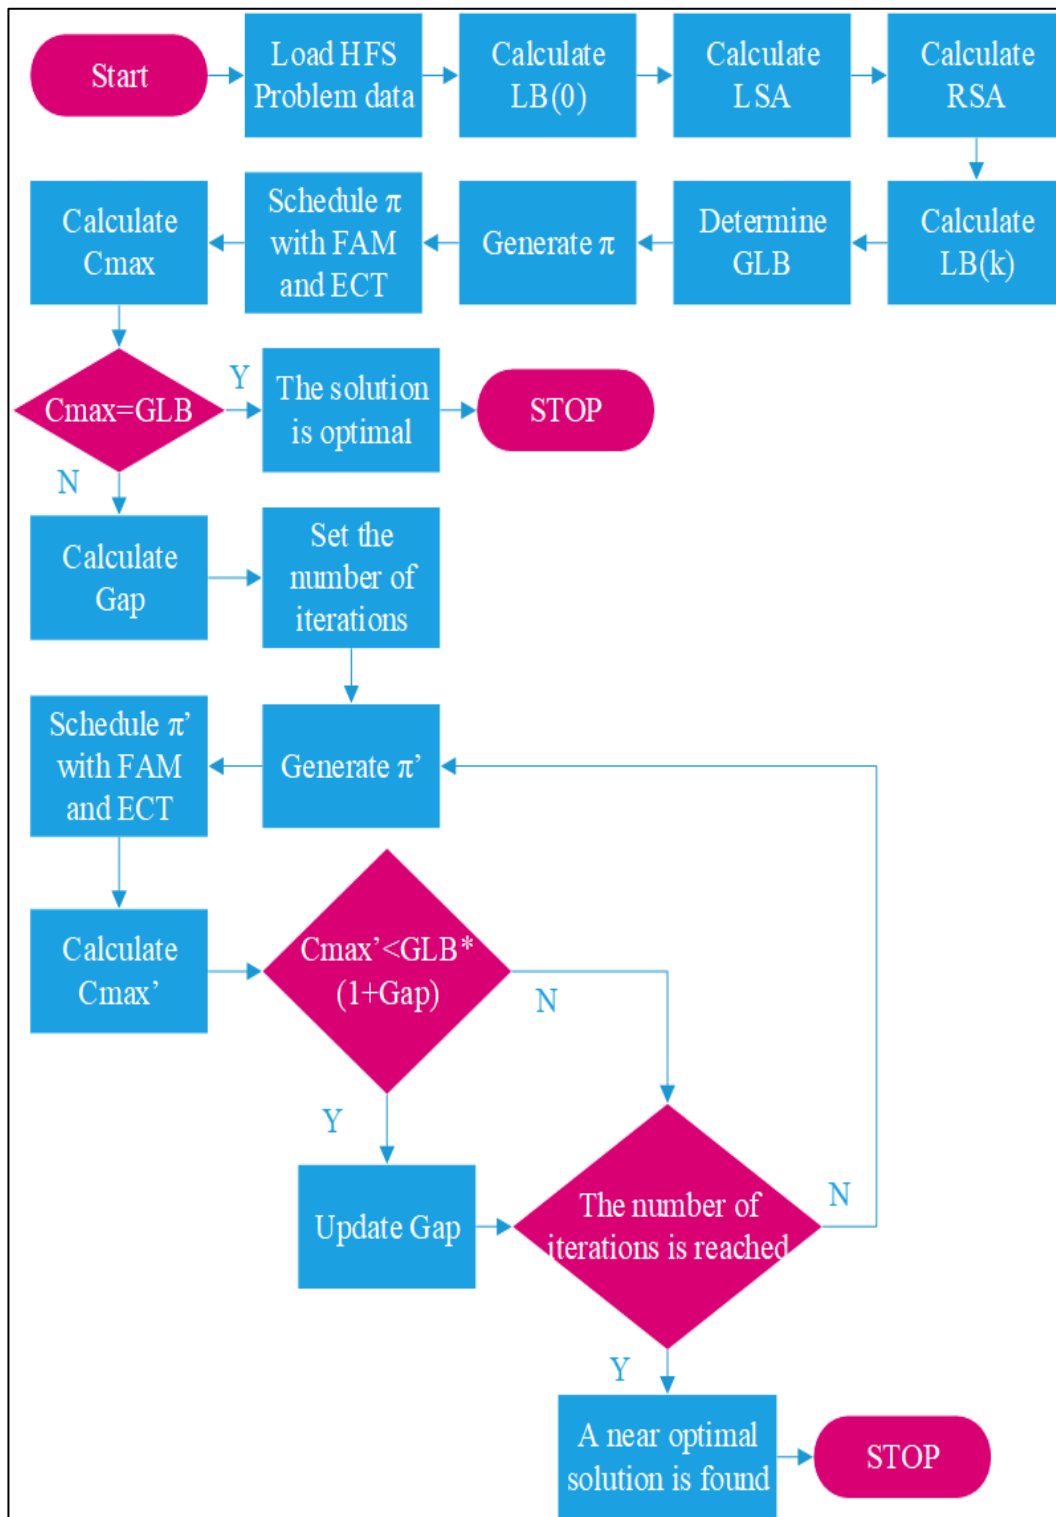 Start
Load HFS
Problem data
Calculate
LB(0)
Calculate
LSA
Calculate
RSA
Calculate
LB(k)
Determine
GLB
Generate π
Schedule π
with FAM
and ECT
Calculate
Cmax
Cmax=GLB
Y
The solution
is optimal
STOP
N
Calculate
Gap
Set the
number of
iterations
Generate π’
Schedule π’
with FAM
and ECT
Calculate
Cmax’
Cmax’<GLB*
(1+Gap)
N
Y
Update Gap
The number of
iterations is reached
N
Y
A near optimal
solution is found
STOP